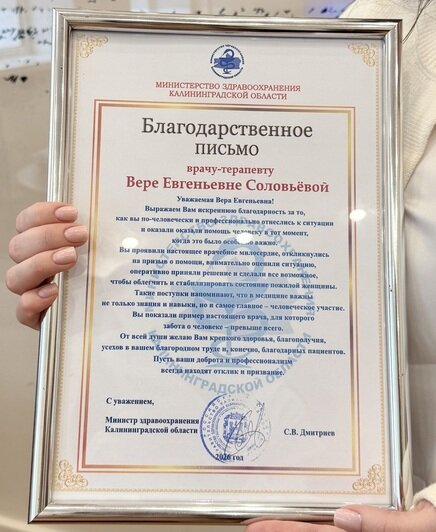 МИНИСТЕРСТВО ЗДРАВООХРАНЕНИЯ
КАЛИНИНГРАДСКОЙ ОБЛАСТИ
Благодарственное
ПИСЬМО
врачу-терапевту
Вере Евгеньевне Соловьёвой
Уважаемая Вера Евгеньевна!
Выражаем Вам искреннюю благодарность за то,
как вы по-человечески и профессионально отнеслись к ситуации
и оказали оказали помощь человеку в тот момент,
когда это было особенно важно.
Вы проявили настоящее врачебное милосердие, откликнулись
на призыв о помощи, внимательно оценили ситуацию,
оперативно приняли решение и сделали все возможное,
чтобы облегчить и стабилизировать состояние пожилой женщины.
Такие поступки напоминают, что в медицине важны
не только знания и навыки, но и самое главное – человеческое участие.
Вы показали пример настоящего врача, для которого
забота о человеке – превыше всего.
От всей души желаю Вам крепкого здоровья, благополучия,
усехов в вашем благородном труде и, конечно, благодарных пациентов.
Пусть ваши доброта и профессионализм
всегда находят отклик и призвание.
С уважением,
Министр здравоохранения
Калининградской области
С.В. Дмитриев
2026 год